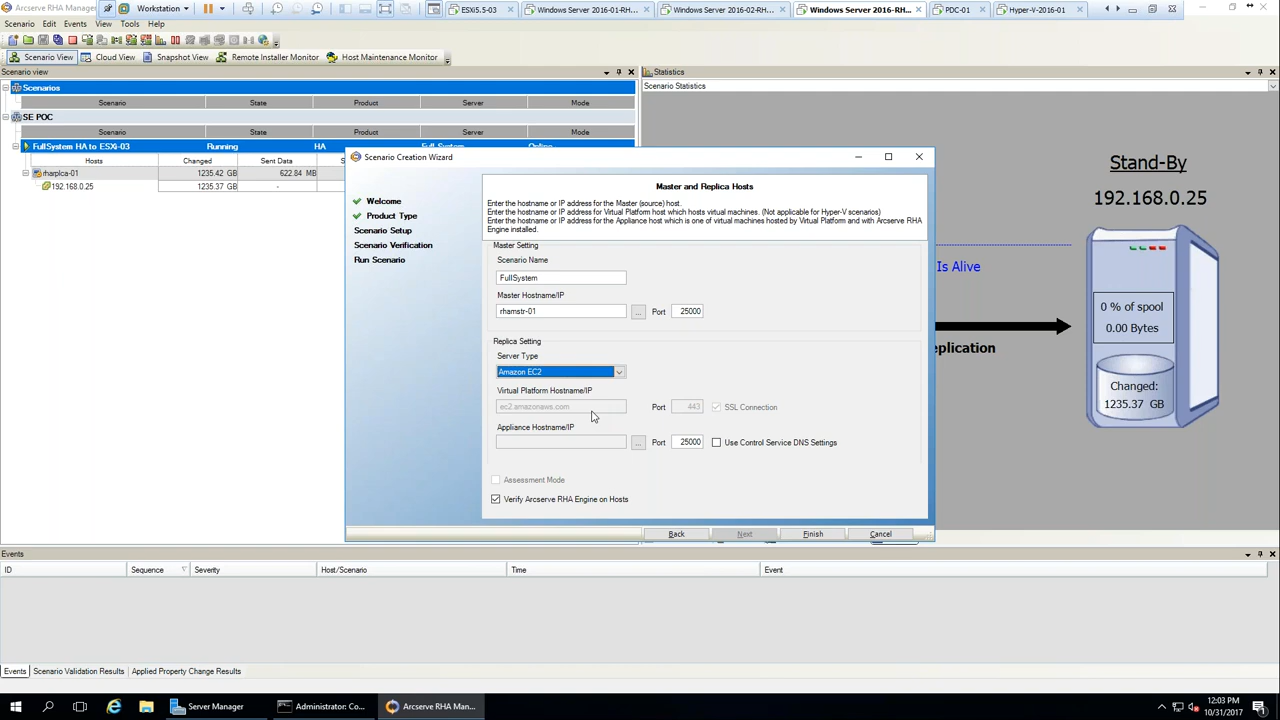 Arcserve RHA Manager
Workstation
ESXi5.5-03
Windows Server 2016-01-RH...
Windows Server 2016-02-RH...
Windows Server 2016-RH...
PDC-01
Hyper-V-2016-01
Scenario Edit View Tools Help
Scenario View Cloud View Snapshot View Remote Installer Monitor Host Maintenance Monitor
Scenario view
Statistics
Scenarios
Scenario Statistics
Scenario State Product Server Mode
SE POC
Scenario State Product Server Mode
FullSystem HA to ESXi-03 Running HA Full System Online
Hosts Changed Sent Data
rharplca-01 1235.42 GB 622.84 MB
192.168.0.25 1235.37 GB -
Scenario Creation Wizard
Welcome
Product Type
Scenario Setup
Scenario Verification
Run Scenario
Master and Replica Hosts
Enter the hostname or IP address for the Master (source) host.
Enter the hostname or IP address for Virtual Platform host which hosts virtual machines. (Not applicable for Hyper-V scenarios)
Enter the hostname or IP address for the Appliance host which is one of virtual machines hosted by Virtual Platform and with Arcserve RHA
Engine installed.
Master Setting
Scenario Name
FullSystem
Master Hostname/IP
rhamstr-01 ... Port 25000
Replica Setting
Server Type
Amazon EC2
Virtual Platform Hostname/IP
ec2.amazonaws.com Port 443 SSL Connection
Appliance Hostname/IP
... Port 25000 Use Control Service DNS Settings
Assessment Mode
Verify Arcserve RHA Engine on Hosts
Back Next Finish Cancel
Stand-By
192.168.0.25
Is Alive
eplication
0 % of spool
0.00 Bytes
Changed:
1235.37 GB
Events
ID Sequence Severity Host/Scenario Time Event
Events Scenario Validation Results Applied Property Change Results
Server Manager
Administrator: Co...
Arcserve RHA Man...
12:03 PM
10/31/2017